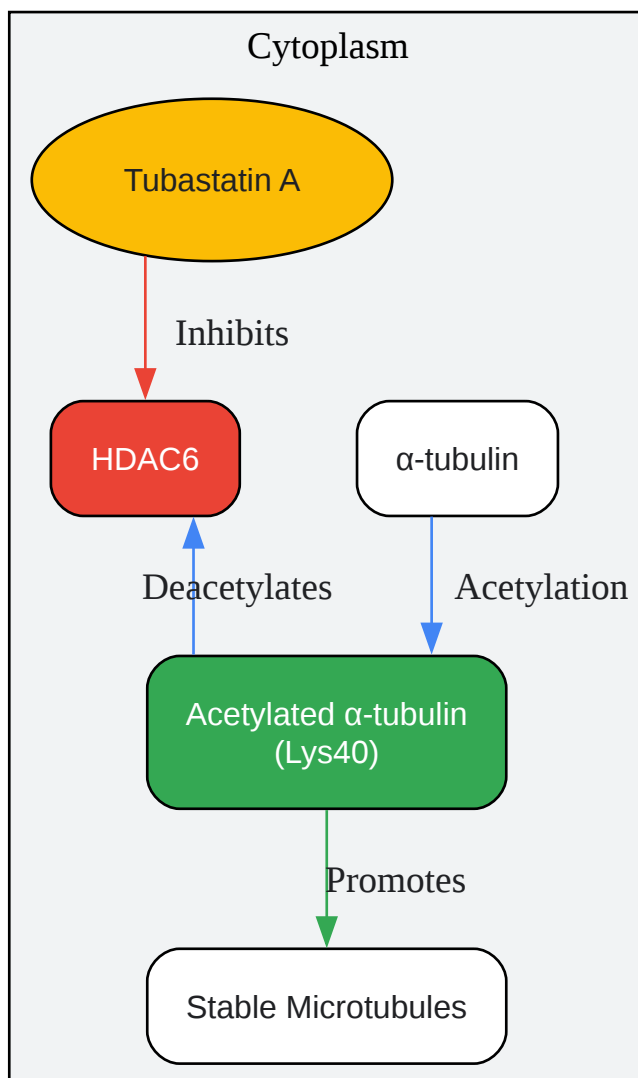 Cytoplasm
Tubastatin A
Inhibits
HDAC6
α-tubulin
Deacetylates
Acetylation
Acetylated α-tubulin
(Lys40)
Promotes
Stable Microtubules